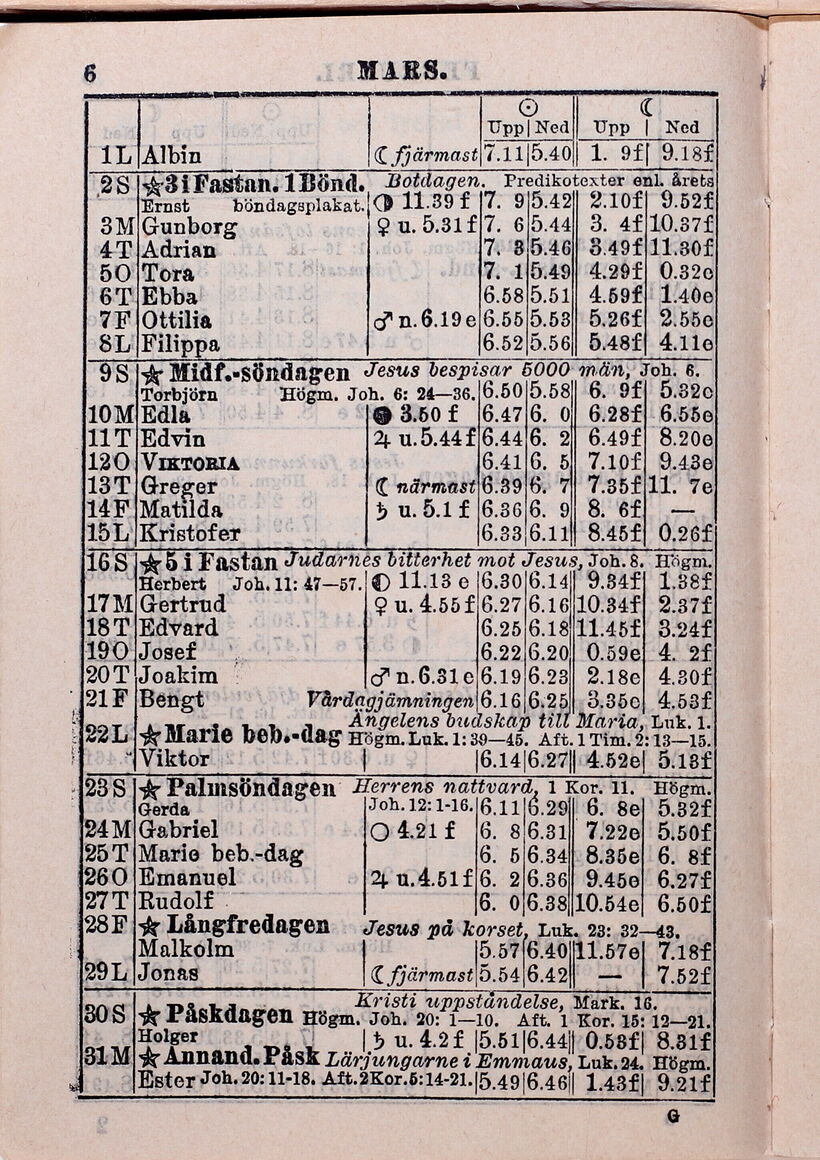 6 MARS.
☉ ☾
Upp Ned Upp Ned
1 L Albin ☾ fjärmast 7.11 5.40 1. 9f 9.18f
2 S ★ 3 i Fastan. 1 Bönd. Botdagen. Predikotexter enl. årets
Ernst böndagsplakat. ◑ 11.39 f 7. 9 5.42 2.10f 9.52f
3 M Gunborg ♀ u. 5.31 f 7. 6 5.44 3. 4f 10.37f
4 T Adrian 7. 3 5.46 3.49f 11.30f
5 O Tora 7. 1 5.49 4.29f 0.32e
6 T Ebba 6.58 5.51 4.59f 1.40e
7 F Ottilia ♂ n. 6.19 e 6.55 5.53 5.26f 2.55e
8 L Filippa 6.52 5.56 5.48f 4.11e
9 S ★ Midf.-söndagen Jesus bespisar 5000 män, Joh. 6.
Torbjörn Högm. Joh. 6: 24—36. 6.50 5.58 6. 9f 5.32e
10 M Edla ● 3.50 f 6.47 6. 0 6.28f 6.55e
11 T Edvin ♃ u. 5.44 f 6.44 6. 2 6.49f 8.20e
12 O VIKTORIA 6.41 6. 5 7.10f 9.43e
13 T Greger ☾ närmast 6.39 6. 7 7.35f 11. 7e
14 F Matilda ♄ u. 5.1 f 6.36 6. 9 8. 6f —
15 L Kristofer 6.33 6.11 8.45f 0.26f
16 S ★ 5 i Fastan Judarnes bitterhet mot Jesus, Joh. 8. Högm.
Herbert Joh. 11: 47—57. ◐ 11.13 e 6.30 6.14 9.34f 1.38f
17 M Gertrud ♀ u. 4.55 f 6.27 6.16 10.34f 2.37f
18 T Edvard 6.25 6.18 11.45f 3.24f
19 O Josef 6.22 6.20 0.59e 4. 2f
20 T Joakim ♂ n. 6.31 e 6.19 6.23 2.18e 4.30f
21 F Bengt Vårdagjämningen 6.16 6.25 3.35e 4.53f
22 L ★ Marie beb.-dag Ängelens budskap till Maria, Luk. 1.
Högm. Luk. 1: 39—45. Aft. 1 Tim. 2: 13—15.
Viktor 6.14 6.27 4.52e 5.13f
23 S ★ Palmsöndagen Herrens nattvard, 1 Kor. 11. Högm.
Gerda Joh. 12: 1-16. 6.11 6.29 6. 8e 5.32f
24 M Gabriel ○ 4.21 f 6. 8 6.31 7.22e 5.50f
25 T Marie beb.-dag 6. 5 6.34 8.35e 6. 8f
26 O Emanuel ♃ u. 4.51 f 6. 2 6.36 9.45e 6.27f
27 T Rudolf 6. 0 6.38 10.54e 6.50f
28 F ★ Långfredagen Jesus på korset, Luk. 23: 32—43.
Malkolm 5.57 6.40 11.57e 7.18f
29 L Jonas ☾ fjärmast 5.54 6.42 — 7.52f
30 S ★ Påskdagen Kristi uppståndelse, Mark. 16.
Högm. Joh. 20: 1—10. Aft. 1 Kor. 15: 12—21.
Holger ♄ u. 4.2 f 5.51 6.44 0.53f 8.31f
31 M ★ Annand. Påsk Lärjungarne i Emmaus, Luk. 24. Högm.
Ester Joh. 20: 11-18. Aft. 2 Kor. 5: 14-21. 5.49 6.46 1.43f 9.21f
G